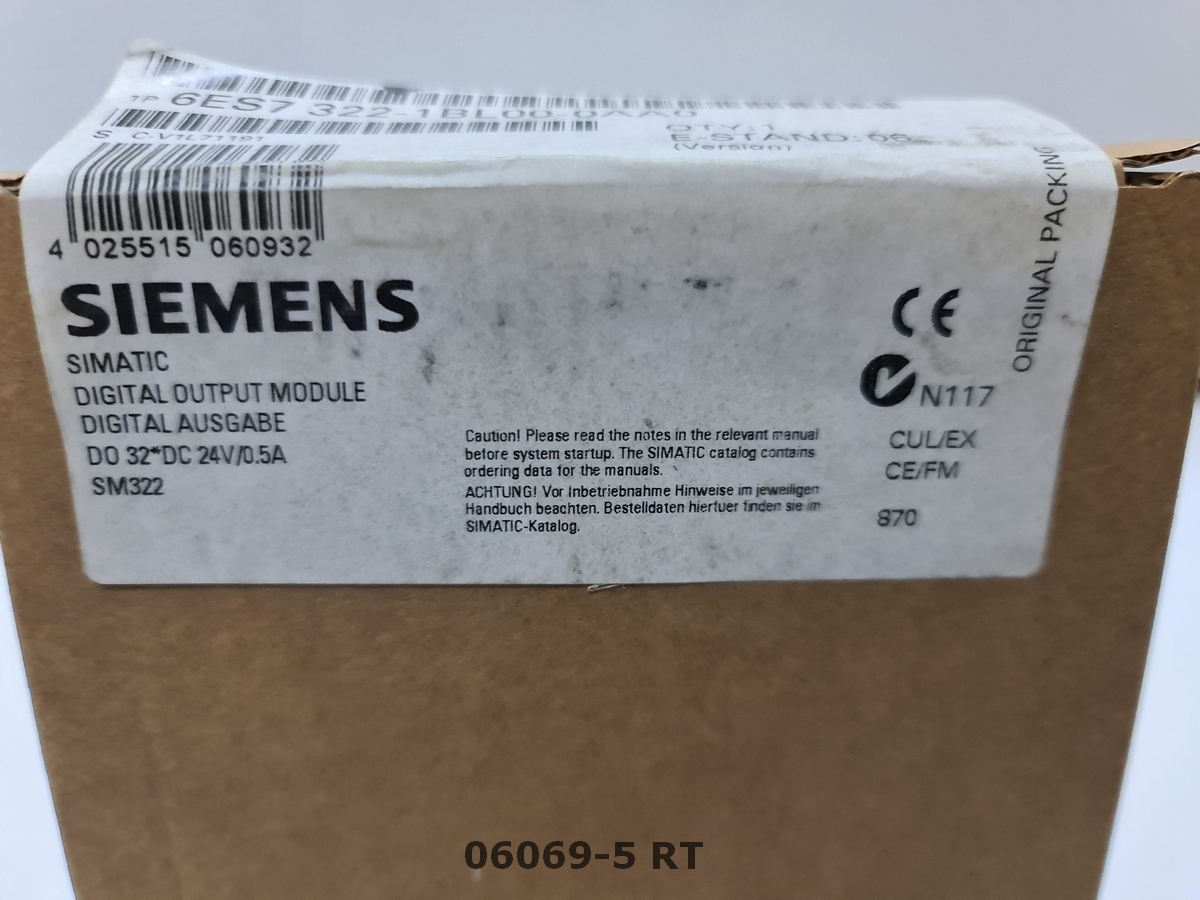 1P 6ES7 322-1BL00-0AA0
QTY: 1
S C-V1L71191
E-STAND: 06
(Version)
4 025515 060932
ORIGINAL PACKING
SIEMENS
SIMATIC
DIGITAL OUTPUT MODULE
DIGITAL AUSGABE
DO 32*DC 24V/0.5A
SM322
CE
N117
Caution! Please read the notes in the relevant manual
before system startup. The SIMATIC catalog contains
ordering data for the manuals.
ACHTUNG! Vor Inbetriebnahme Hinweise im jeweiligen
Handbuch beachten. Bestelldaten hierfuer finden sie im
SIMATIC-Katalog.
CUL/EX
CE/FM
870
06069-5 RT